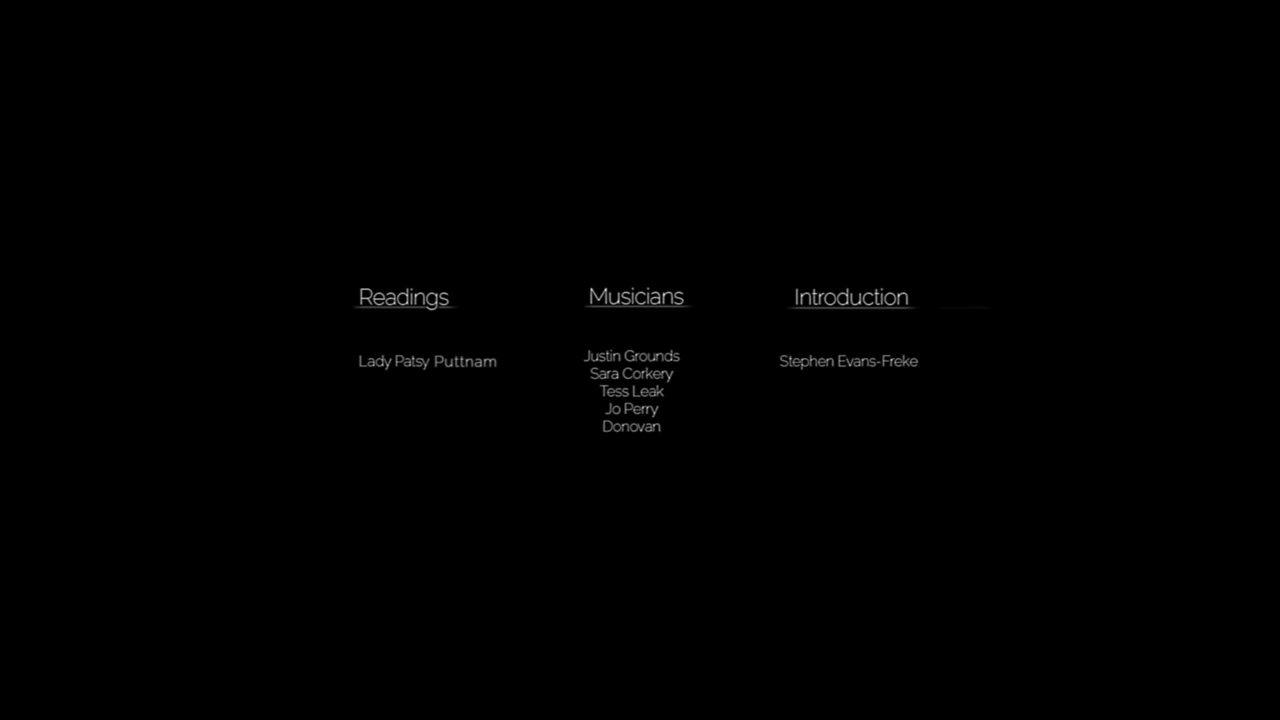 Readings
Lady Patsy Puttnam
Musicians
Justin Grounds
Sara Corkery
Tess Leak
Jo Perry
Donovan
Introduction
Stephen Evans-Freke